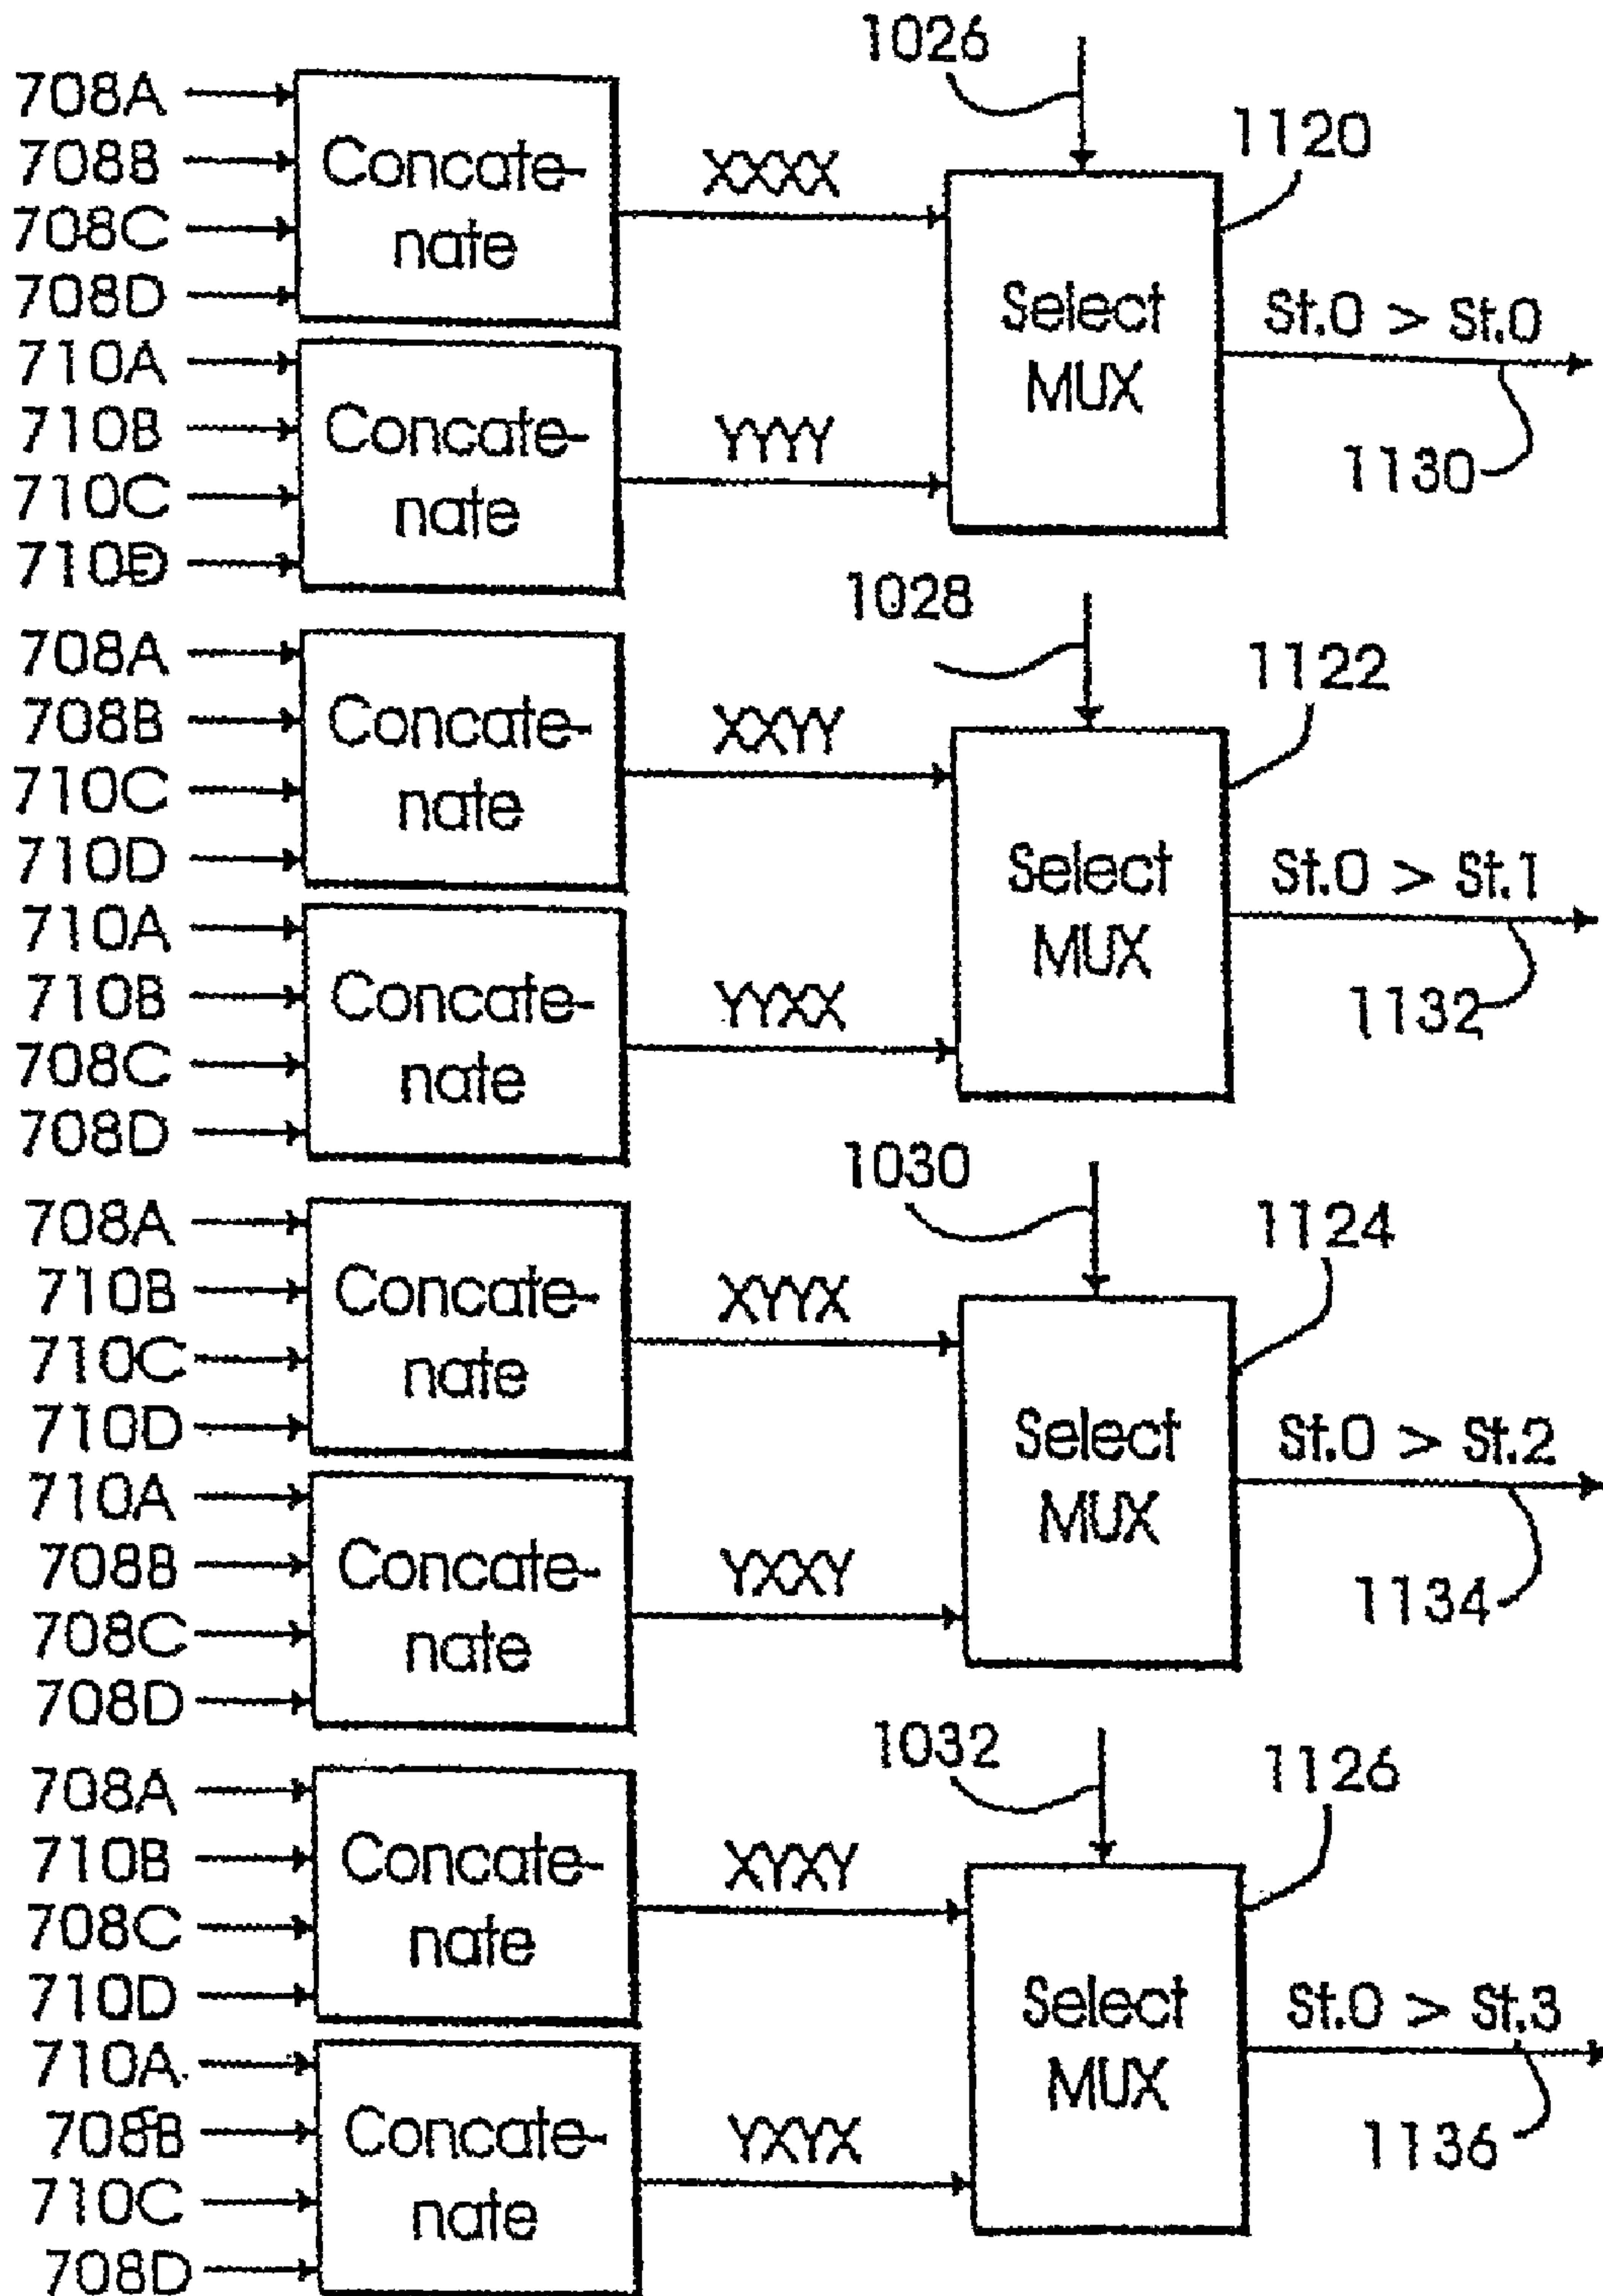 1026
708A
708B
708C
708D
Concate-
nate
XXXX
1120
Select
MUX
St.0 > St.0
1130
710A
710B
710C
710D
Concate-
nate
YYYY
1028
708A
708B
710C
710D
Concate-
nate
XXYY
1122
Select
MUX
St.0 > St.1
1132
710A
710B
708C
708D
Concate-
nate
YYXX
1030
708A
710B
710C
710D
Concate-
nate
XYYX
1124
Select
MUX
St.0 > St.2
1134
710A
708B
708C
708D
Concate-
nate
YXXY
1032
708A
710B
708C
710D
Concate-
nate
XYXY
1126
Select
MUX
St.0 > St.3
1136
710A
708B
710C
708D
Concate-
nate
YXYX